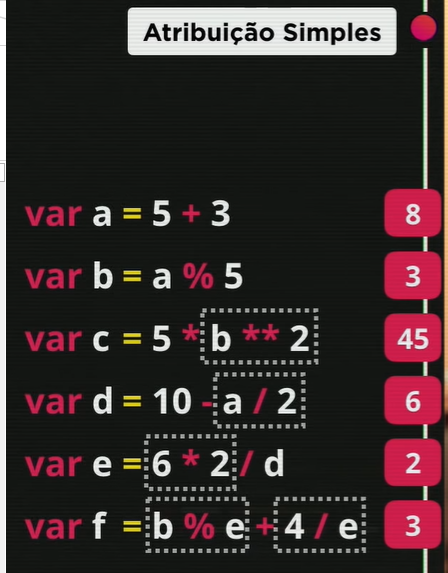 Atribuição Simples
var a = 5 + 3 8
var b = a % 5 3
var c = 5 * b ** 2 45
var d = 10 - a / 2 6
var e = 6 * 2 / d 2
var f = b % e + 4 / e 3